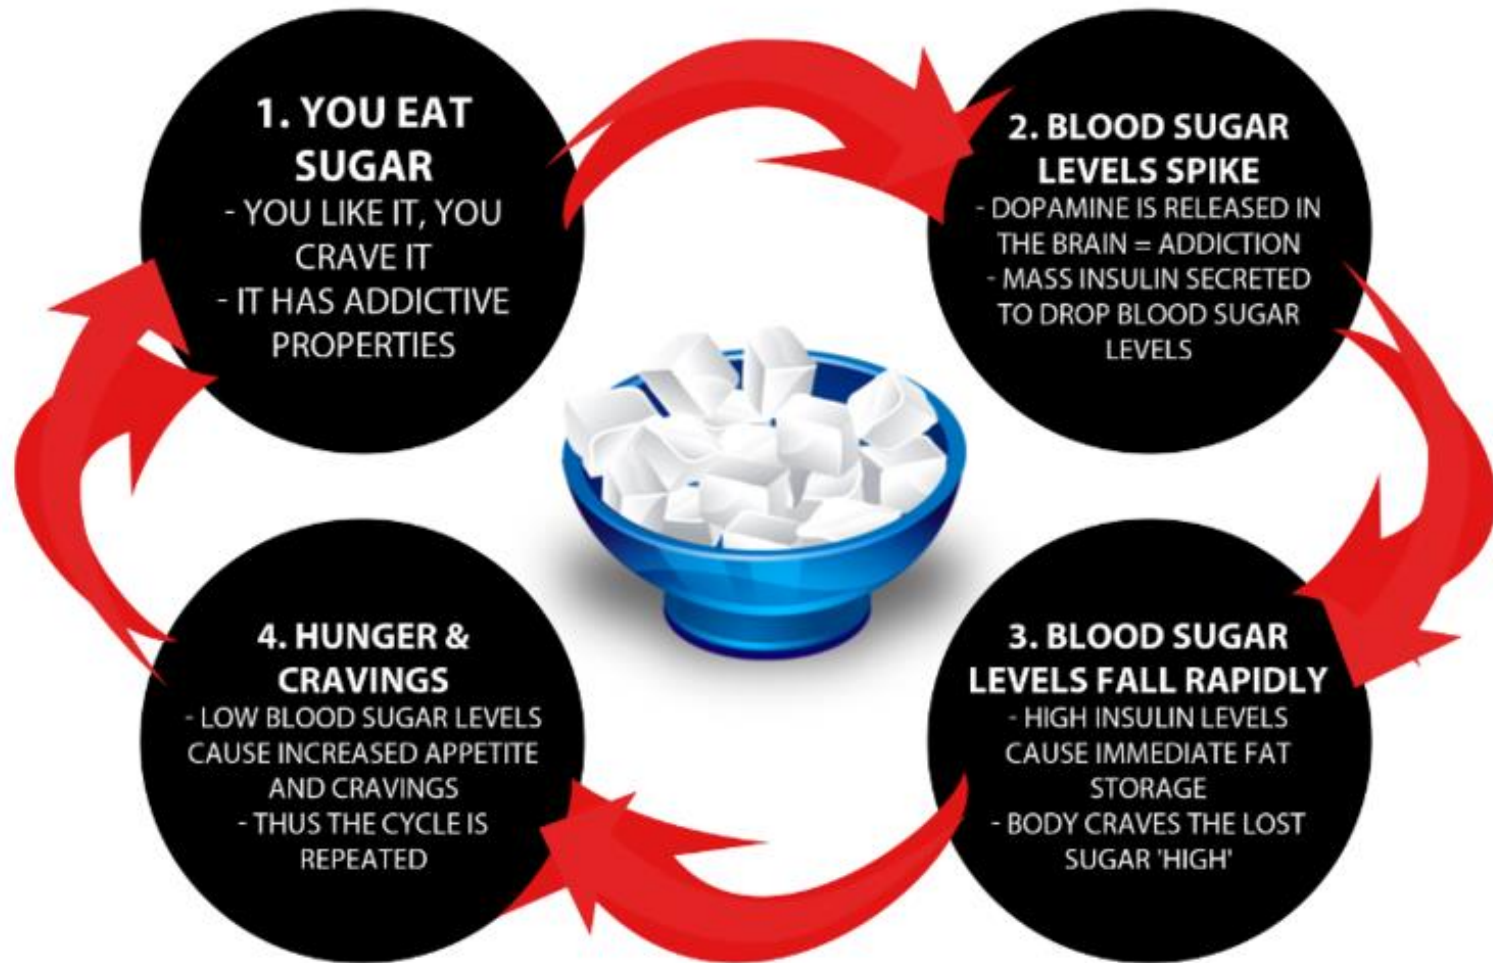 1. YOU EAT
SUGAR
- YOU LIKE IT, YOU
CRAVE IT
- IT HAS ADDICTIVE
PROPERTIES
2. BLOOD SUGAR
LEVELS SPIKE
- DOPAMINE IS RELEASED IN
THE BRAIN = ADDICTION
- MASS INSULIN SECRETED
TO DROP BLOOD SUGAR
LEVELS
3. BLOOD SUGAR
LEVELS FALL RAPIDLY
- HIGH INSULIN LEVELS
CAUSE IMMEDIATE FAT
STORAGE
- BODY CRAVES THE LOST
SUGAR 'HIGH'
4. HUNGER &
CRAVINGS
- LOW BLOOD SUGAR LEVELS
CAUSE INCREASED APPETITE
AND CRAVINGS
- THUS THE CYCLE IS
REPEATED